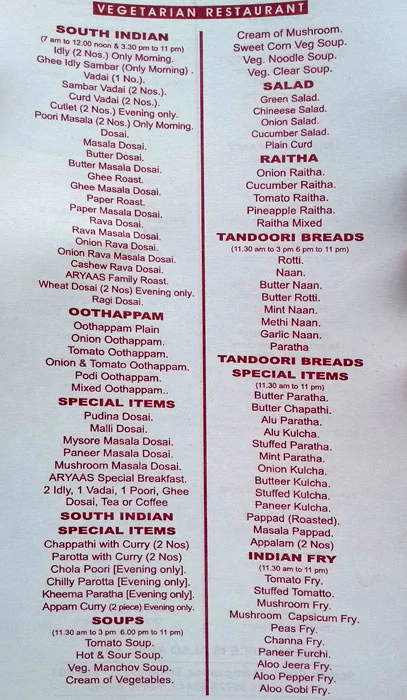 VEGETARIAN RESTAURANT
SOUTH INDIAN
(7 am to 12.00 noon & 3.30 pm to 11 pm)
Idly (2 Nos.) Only Morning.
Ghee Idly Sambar (Only Morning) .
Vadai (1 No.).
Sambar Vadai (2 Nos.).
Curd Vadai (2 Nos.).
Cutlet (2 Nos.) Evening only.
Poori Masala (2 Nos.) Only Morning.
Dosai.
Masala Dosai.
Butter Dosai.
Butter Masala Dosai.
Ghee Roast.
Ghee Masala Dosai.
Paper Roast.
Paper Masala Dosai.
Rava Dosai.
Rava Masala Dosai.
Onion Rava Dosai.
Onion Rava Masala Dosai.
Cashew Rava Dosai.
ARYAAS Family Roast.
Wheat Dosai (2 Nos) Evening only.
Ragi Dosai.
OOTHAPPAM
Oothappam Plain
Onion Oothappam.
Tomato Oothappam.
Onion & Tomato Oothappam.
Podi Oothappam.
Mixed Oothappam..
SPECIAL ITEMS
Pudina Dosai.
Malli Dosai.
Mysore Masala Dosai.
Paneer Masala Dosai.
Mushroom Masala Dosai.
ARYAAS Special Breakfast.
2 Idly, 1 Vadai, 1 Poori, Ghee
Dosai, Tea or Coffee
SOUTH INDIAN
SPECIAL ITEMS
Chappathi with Curry (2 Nos)
Parotta with Curry (2 Nos)
Chola Poori [Evening only].
Chilly Parotta [Evening only].
Kheema Paratha [Evening only].
Appam Curry (2 piece) Evening only.
SOUPS
(11.30 am to 3 pm 6.00 pm to 11 pm)
Tomato Soup.
Hot & Sour Soup.
Veg. Manchov Soup.
Cream of Vegetables.
Cream of Mushroom.
Sweet Corn Veg Soup.
Veg. Noodle Soup.
Veg. Clear Soup.
SALAD
Green Salad.
Chineese Salad.
Onion Salad.
Cucumber Salad.
Plain Curd
RAITHA
Onion Raitha.
Cucumber Raitha.
Tomato Raitha.
Pineapple Raitha.
Raitha Mixed
TANDOORI BREADS
(11.30 am to 3 pm 6 pm to 11 pm)
Rotti.
Naan.
Butter Naan.
Butter Rotti.
Mint Naan.
Methi Naan.
Garlic Naan.
Paratha
TANDOORI BREADS
SPECIAL ITEMS
(11.30 am to 11 pm)
Butter Paratha.
Butter Chapathi.
Alu Paratha.
Alu Kulcha.
Stuffed Paratha.
Mint Paratha.
Onion Kulcha.
Butteer Kulcha.
Stuffed Kulcha.
Paneer Kulcha.
Pappad (Roasted).
Masala Pappad.
Appalam (2 Nos)
INDIAN FRY
(11.30 am to 11 pm)
Tomato Fry.
Stuffed Tomatto.
Mushroom Fry.
Mushroom Capsicum Fry.
Peas Fry.
Channa Fry.
Paneer Furchi.
Aloo Jeera Fry.
Aloo Pepper Fry.
Aloo Gobi Fry.